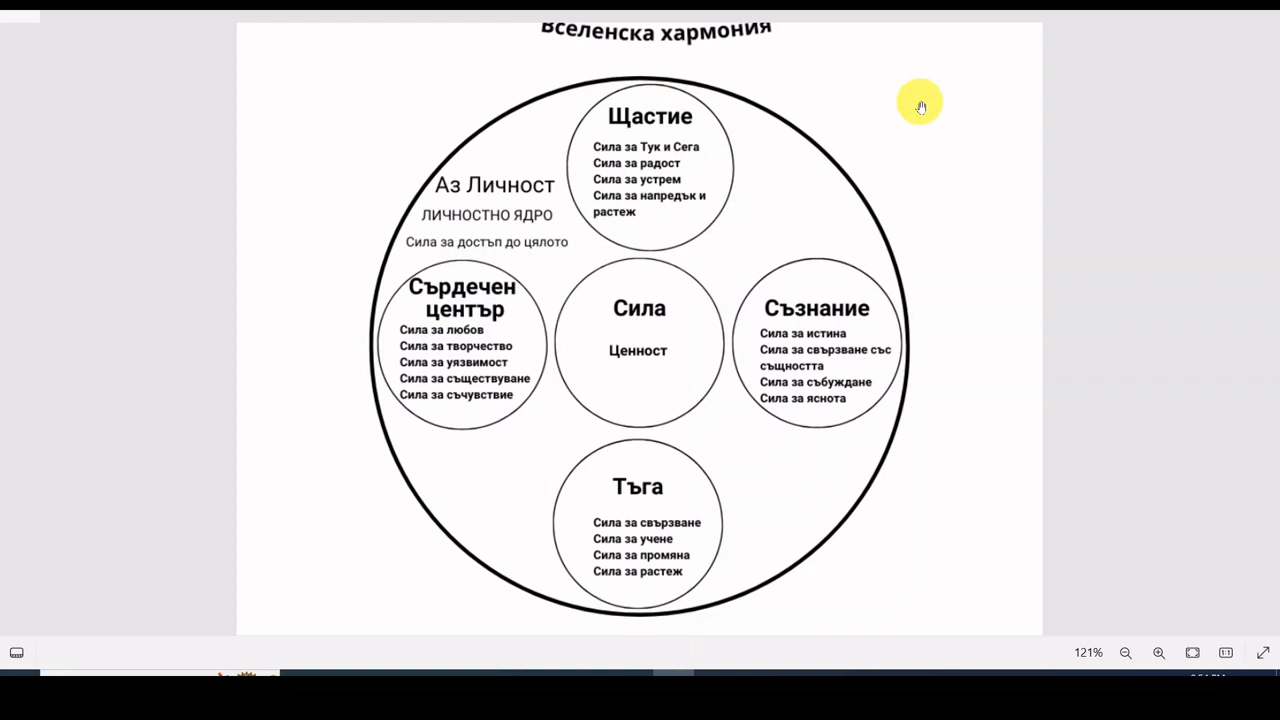 Вселенска хармония
Щастие
Сила за Тук и Сега
Сила за радост
Сила за устрем
Сила за напредък и
растеж
Аз Личност
ЛИЧНОСТНО ЯДРО
Сила за достъп до цялото
Сърдечен
център
Сила за любов
Сила за творчество
Сила за уязвимост
Сила за съществуване
Сила за съчувствие
Сила
Ценност
Съзнание
Сила за истина
Сила за свързване със
същността
Сила за събуждане
Сила за яснота
Тъга
Сила за свързване
Сила за учене
Сила за промяна
Сила за растеж
121%
1:1